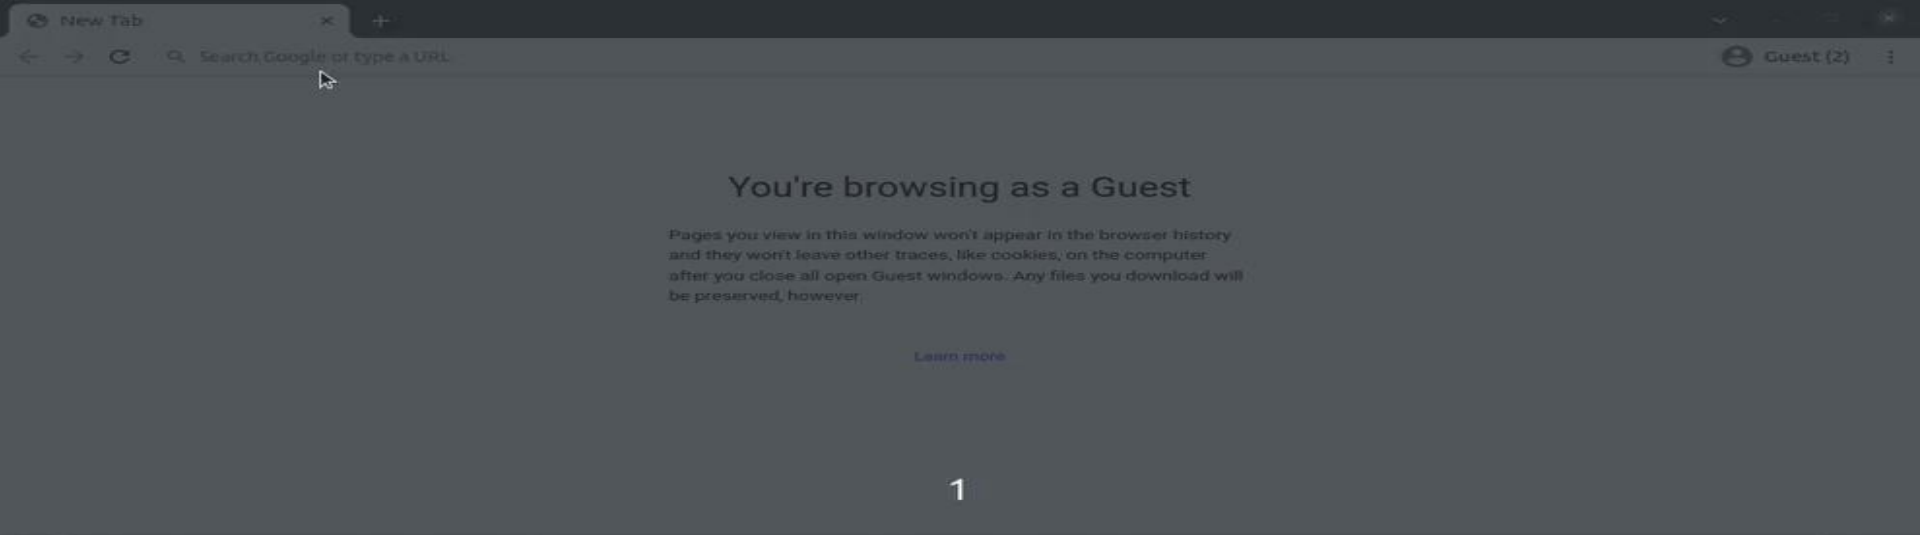 New Tab
Search Google or type a URL
Guest (2)
You're browsing as a Guest
Pages you view in this window won't appear in the browser history
and they won't leave other traces, like cookies, on the computer
after you close all open Guest windows. Any files you download will
be preserved, however.
Learn more
1